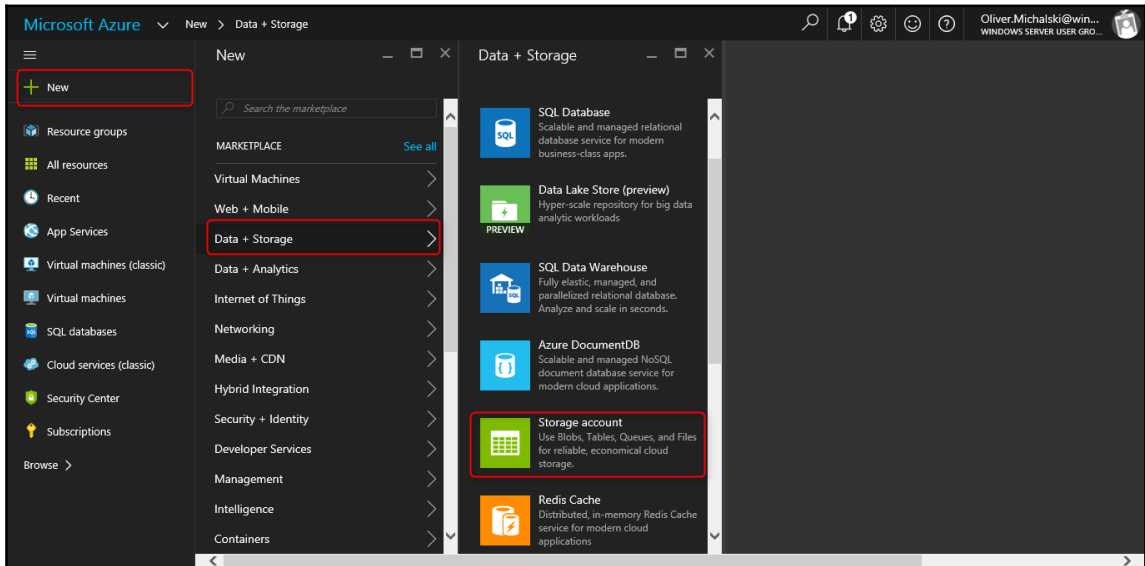 Microsoft Azure New > Data + Storage
1
Oliver.Michalski@win...
WINDOWS SERVER USER GRO...
New
Resource groups
All resources
Recent
App Services
Virtual machines (classic)
Virtual machines
SQL databases
Cloud services (classic)
Security Center
Subscriptions
Browse >
New
Search the marketplace
MARKETPLACE See all
Virtual Machines
Web + Mobile
Data + Storage
Data + Analytics
Internet of Things
Networking
Media + CDN
Hybrid Integration
Security + Identity
Developer Services
Management
Intelligence
Containers
Data + Storage
SQL
SQL Database
Scalable and managed relational
database service for modern
business-class apps.
PREVIEW
Data Lake Store (preview)
Hyper-scale repository for big data
analytic workloads
SQL
SQL Data Warehouse
Fully elastic, managed, and
parallelized relational database.
Analyze and scale in seconds.
Azure DocumentDB
Scalable and managed NoSQL
document database service for
modern cloud applications.
Storage account
Use Blobs, Tables, Queues, and Files
for reliable, economical cloud
storage.
Redis Cache
Distributed, in-memory Redis Cache
service for modern cloud
applications